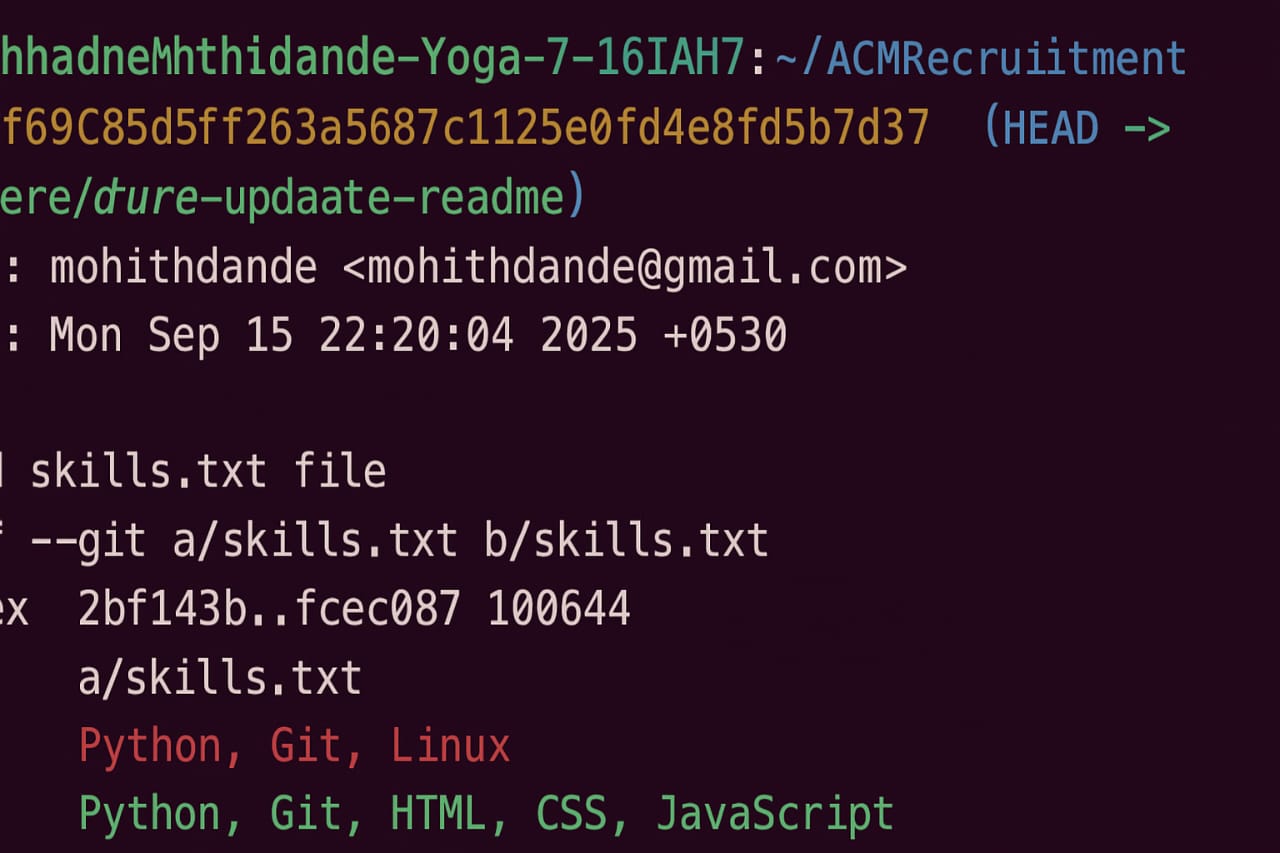 hhadneMhthidande-Yoga-7-16IAH7:~/ACMRecruiitment
f69C85d5ff263a5687c1125e0fd4e8fd5b7d37 (HEAD ->
ere/dure-updaate-readme)
: mohithdande <mohithdande@gmail.com>
: Mon Sep 15 22:20:04 2025 +0530
skills.txt file
--git a/skills.txt b/skills.txt
ex 2bf143b..fcec087 100644
a/skills.txt
Python, Git, Linux
Python, Git, HTML, CSS, JavaScript